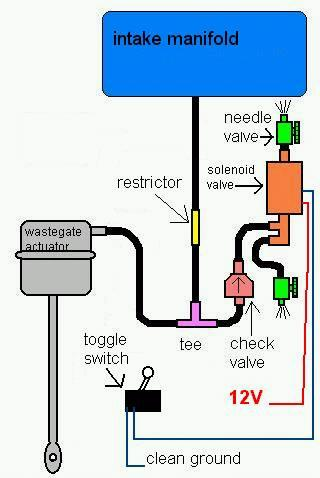 intake manifold
needle
valve
solenoid
valve
restrictor
wastegate
actuator
toggle
switch
tee
check
valve
12V
clean ground